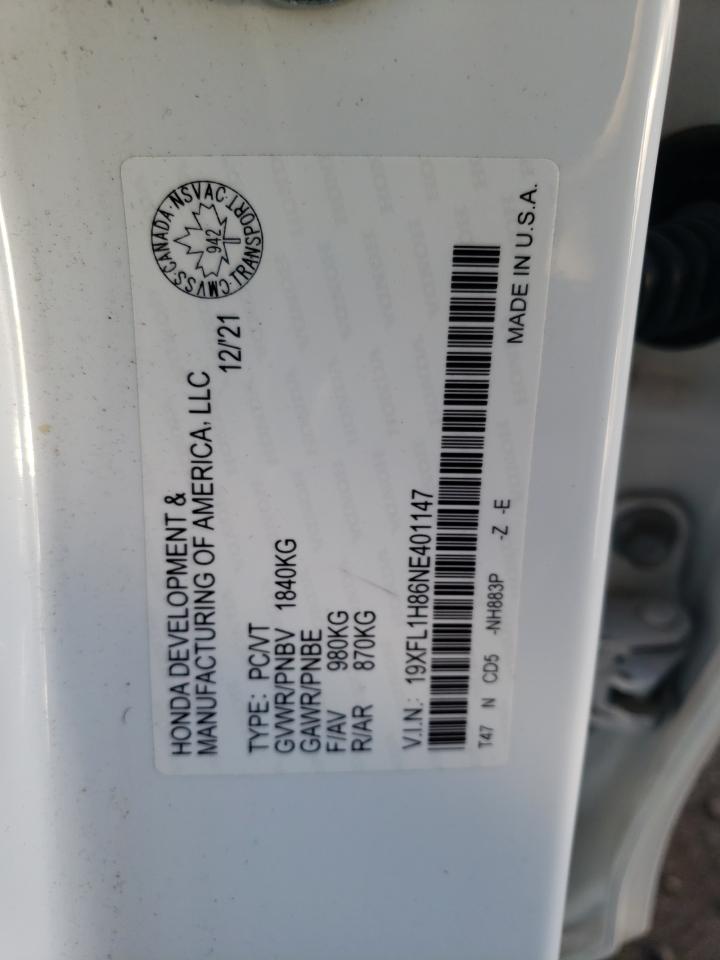 HONDA DEVELOPMENT &
MANUFACTURING OF AMERICA, LLC
12/'21
CANADA·NSVAC·TRANSPORT·CMVSS·
942
TYPE: PC/VT
GVWR/PNBV 1840KG
GAWR/PNBE
F/AV 980KG
R/AR 870KG
V.I.N.: 19XFL1H86NE401147
T47 N CD5 -NH883P -Z -E
MADE IN U.S.A.